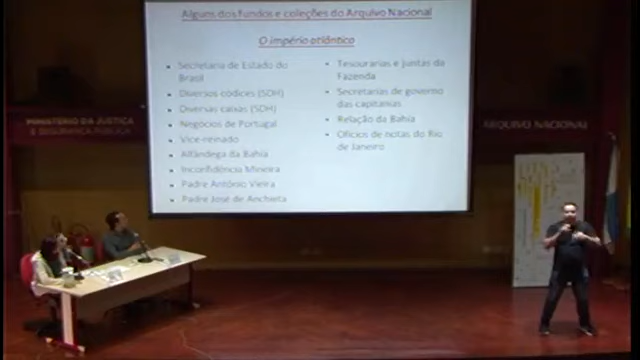 Alguns dos fundos e coleções do Arquivo Nacional
O império atlântico
Secretaria de Estado do
Brasil
Diversos códices (SDH)
Diversas caixas (SDH)
Negócios de Portugal
Vice-reinado
Alfândega da Bahia
Inconfidência Mineira
Padre Antônio Vieira
Padre José de Anchieta
Tesourarias e juntas da
Fazenda
Secretarias de governo
das capitanias
Relação da Bahia
Ofícios de notas do Rio
de Janeiro
MINISTÉRIO DA JUSTIÇA
E SEGURANÇA PÚBLICA
ARQUIVO NACIONAL